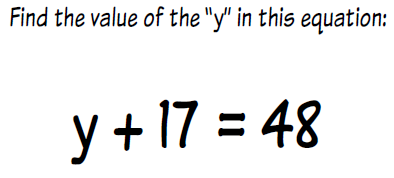 Find the value of the "y" in this equation:
y + 17 = 48